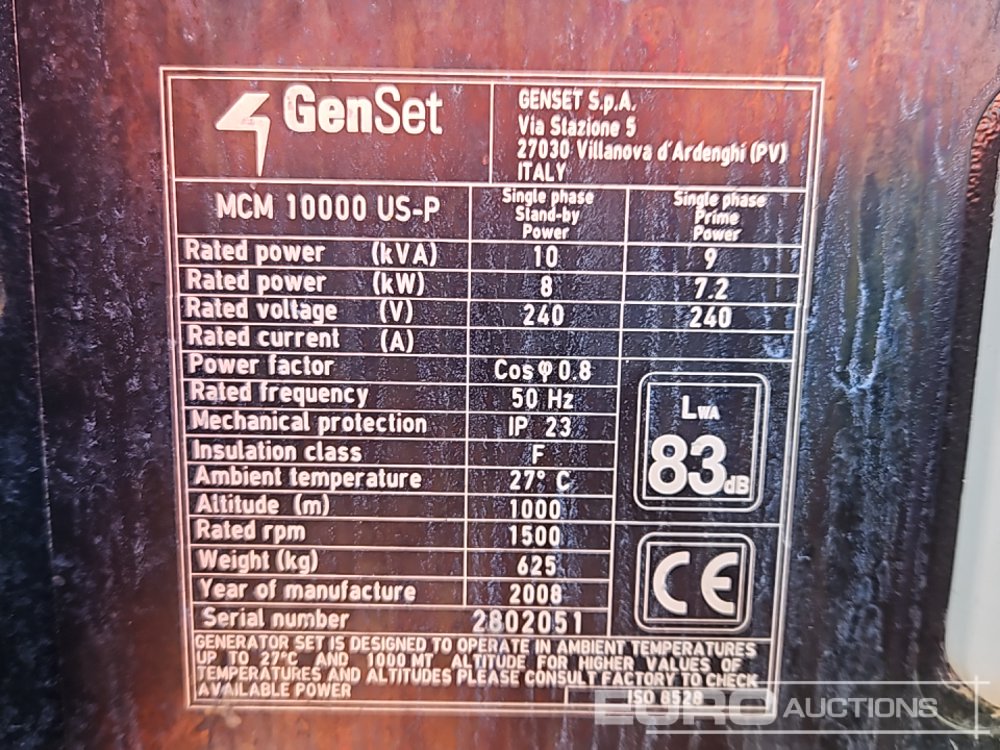 GenSet
GENSET S.p.A.
Via Stazione 5
27030 Villanova d'Ardenghi (PV)
ITALY
MCM 10000 US-P
Single phase
Stand-by
Power
Single phase
Prime
Power
Rated power (kVA) 10 9
Rated power (kW) 8 7.2
Rated voltage (V) 240 240
Rated current (A)
Power factor Cos φ 0.8
Rated frequency 50 Hz
Mechanical protection IP 23
Insulation class F
Ambient temperature 27° C
Altitude (m) 1000
Rated rpm 1500
Weight (kg) 625
Year of manufacture 2008
Serial number 2802051
LWA
83dB
CE
GENERATOR SET IS DESIGNED TO OPERATE IN AMBIENT TEMPERATURES
UP TO 27°C AND 1000 MT ALTITUDE FOR HIGHER VALUES OF
TEMPERATURES AND ALTITUDES PLEASE CONSULT FACTORY TO CHECK
AVAILABLE POWER
ISO 8528
EURO AUCTIONS